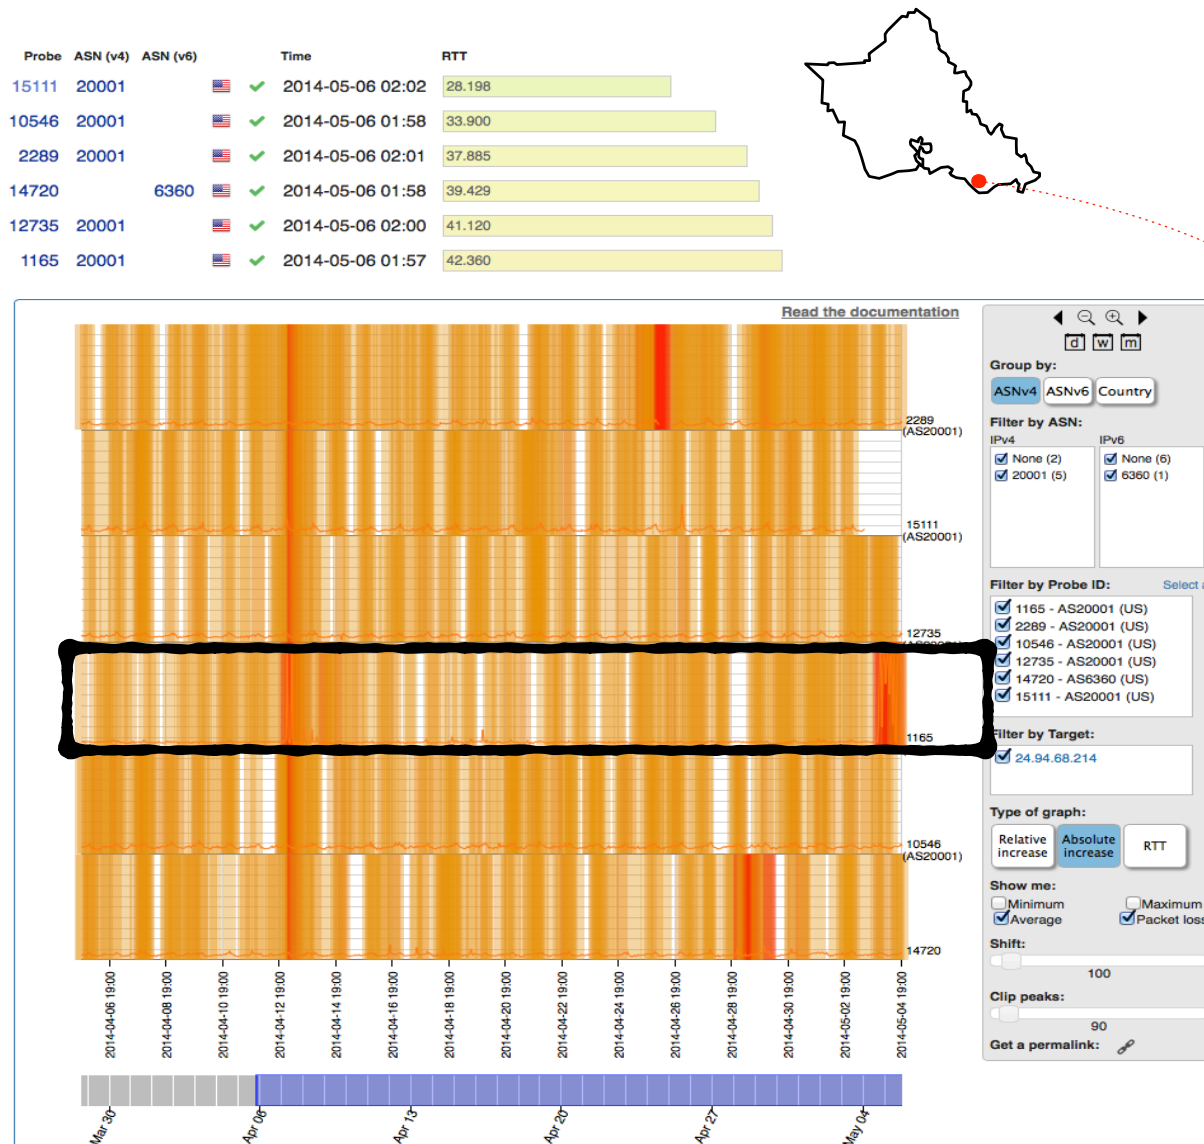 Probe ASN (v4) ASN (v6) Time RTT
15111 20001 2014-05-06 02:02 28.198
10546 20001 2014-05-06 01:58 33.900
2289 20001 2014-05-06 02:01 37.885
14720 6360 2014-05-06 01:58 39.429
12735 20001 2014-05-06 02:00 41.120
1165 20001 2014-05-06 01:57 42.360
Read the documentation
2289
(AS20001)
15111
(AS20001)
12735
1165
10546
(AS20001)
14720
2014-04-06 19:00
2014-04-08 19:00
2014-04-10 19:00
2014-04-12 19:00
2014-04-14 19:00
2014-04-16 19:00
2014-04-18 19:00
2014-04-20 19:00
2014-04-22 19:00
2014-04-24 19:00
2014-04-26 19:00
2014-04-28 19:00
2014-04-30 19:00
2014-05-02 19:00
2014-05-04 19:00
Mar 30
Apr 06
Apr 13
Apr 20
Apr 27
May 04
d w m
Group by:
ASNv4 ASNv6 Country
Filter by ASN:
IPv4 IPv6
None (2) None (6)
20001 (5) 6360 (1)
Filter by Probe ID: Select
1165 - AS20001 (US)
2289 - AS20001 (US)
10546 - AS20001 (US)
12735 - AS20001 (US)
14720 - AS6360 (US)
15111 - AS20001 (US)
Filter by Target:
24.94.68.214
Type of graph:
Relative increase Absolute increase RTT
Show me:
Minimum Maximum
Average Packet loss
Shift:
100
Clip peaks:
90
Get a permalink: